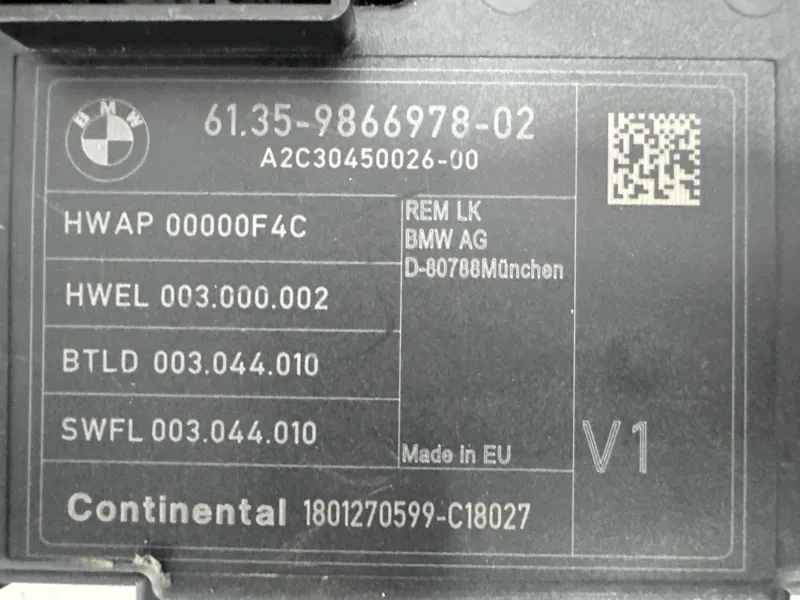 BMW
61.35-9866978-02
A2C30450026-00
HWAP 00000F4C
HWEL 003.000.002
BTLD 003.044.010
SWFL 003.044.010
REM LK
BMW AG
D-80788München
Made in EU
V1
Continental 1801270599-C18027